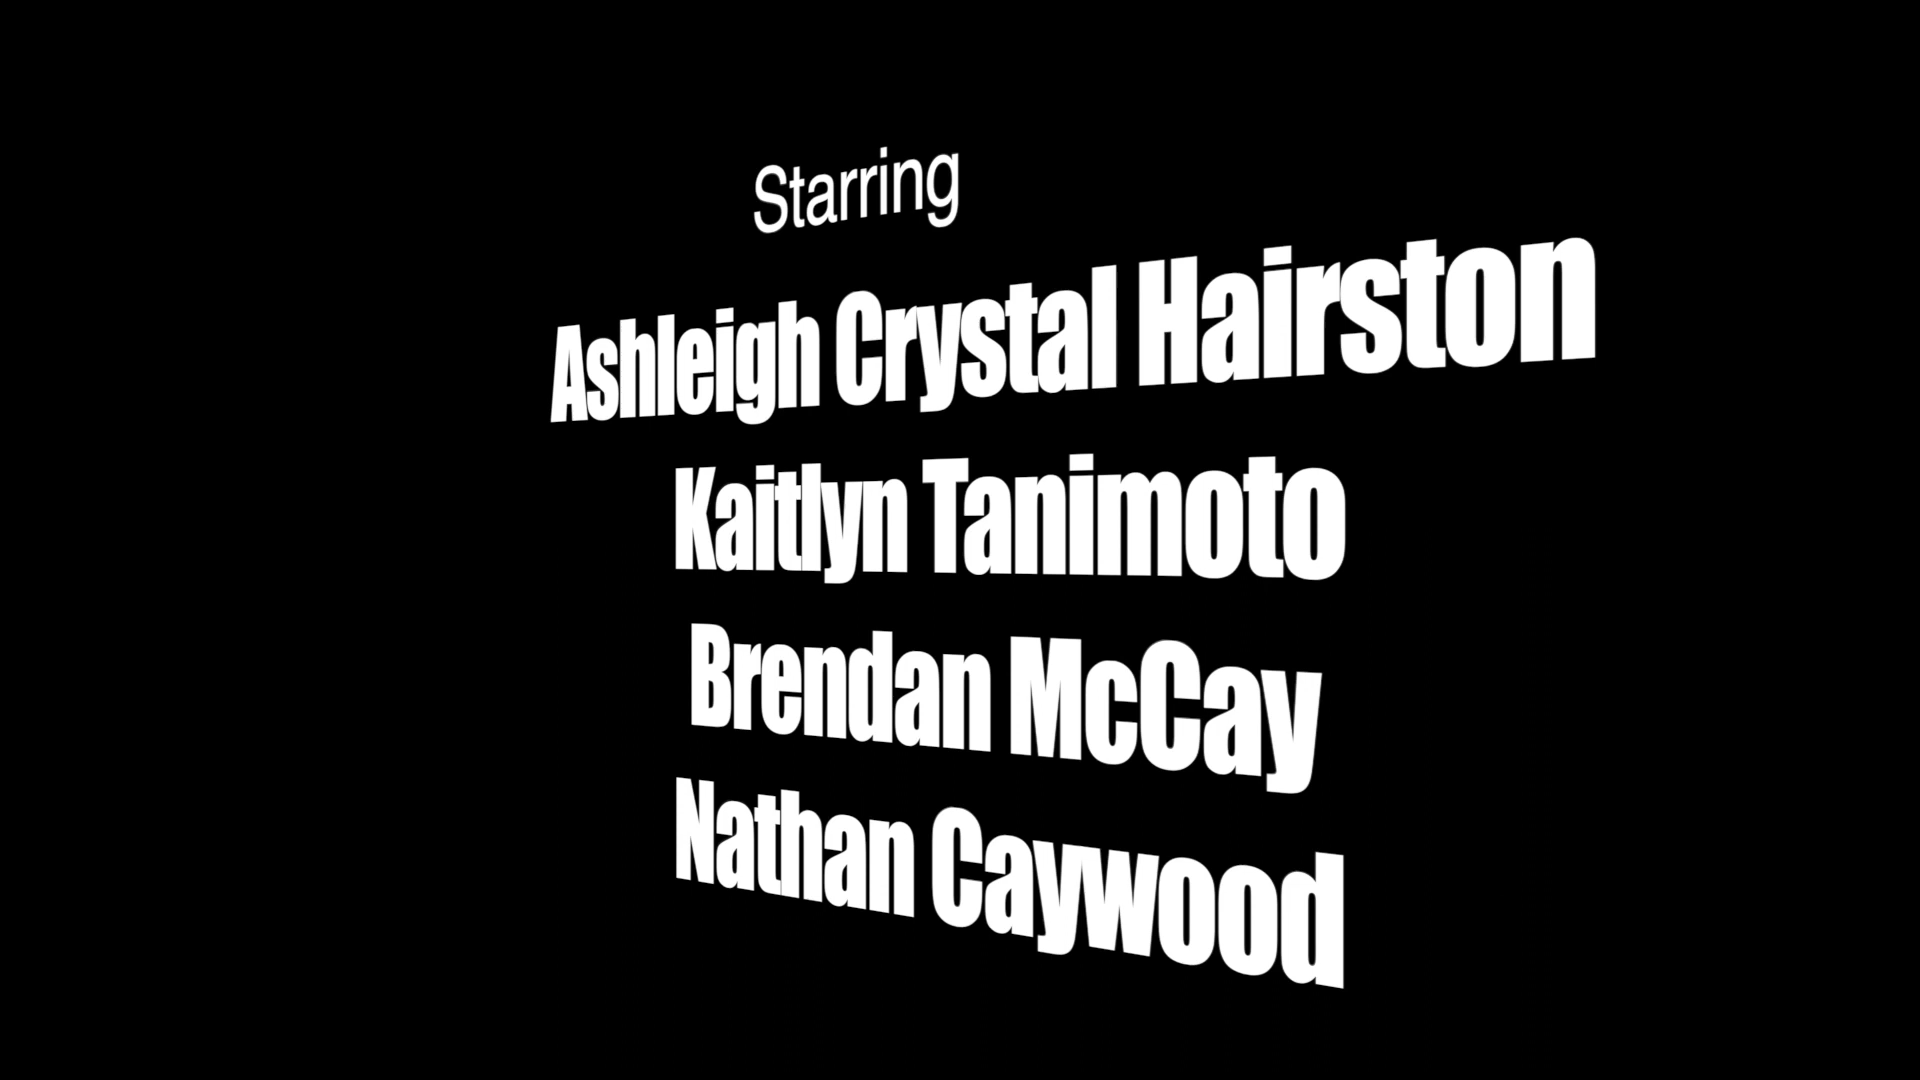 Starring
Ashleigh Crystal Hairston
Kaitlyn Tanimoto
Brendan McCay
Nathan Caywood